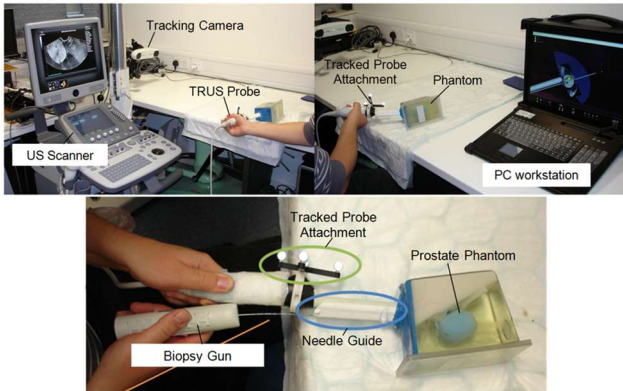 Tracking Camera
TRUS Probe
US Scanner
Tracked Probe
Attachment
Phantom
PC workstation
Tracked Probe
Attachment
Prostate Phantom
Needle Guide
Biopsy Gun